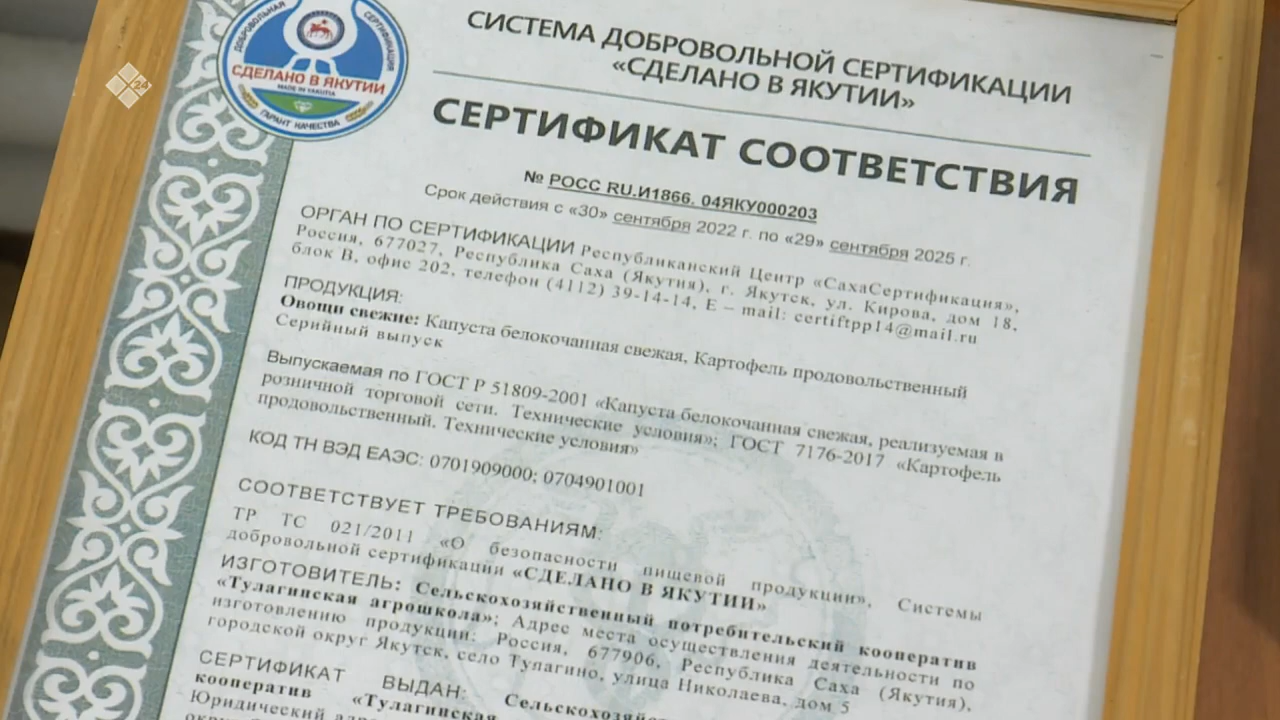 ДОБРОВОЛЬНАЯ СЕРТИФИКАЦИЯ
СДЕЛАНО В ЯКУТИИ
MADE IN YAKUTIA
ГАРАНТ КАЧЕСТВА
24
СИСТЕМА ДОБРОВОЛЬНОЙ СЕРТИФИКАЦИИ
«СДЕЛАНО В ЯКУТИИ»
СЕРТИФИКАТ СООТВЕТСТВИЯ
№ РОСС RU.И1866. 04ЯКУ000203
Срок действия с «30» сентября 2022 г. по «29» сентября 2025 г.
ОРГАН ПО СЕРТИФИКАЦИИ Республиканский Центр «СахаСертификация»,
Россия, 677027, Республика Саха (Якутия), г. Якутск, ул. Кирова, дом 18,
блок В, офис 202, телефон (4112) 39-14-14, E – mail: certiftpp14@mail.ru
ПРОДУКЦИЯ:
Овощи свежие: Капуста белокочанная свежая, Картофель продовольственный
Серийный выпуск
Выпускаемая по ГОСТ Р 51809-2001 «Капуста белокочанная свежая, реализуемая в
розничной торговой сети. Технические условия»; ГОСТ 7176-2017 «Картофель
продовольственный. Технические условия»
КОД ТН ВЭД ЕАЭС: 0701909000; 0704901001
СООТВЕТСТВУЕТ ТРЕБОВАНИЯМ:
ТР ТС 021/2011 «О безопасности пищевой продукции», Системы
добровольной сертификации «СДЕЛАНО В ЯКУТИИ»
ИЗГОТОВИТЕЛЬ: Сельскохозяйственный потребительский кооператив
«Тулагинская агрошкола»; Адрес места осуществления деятельности по
изготовлению продукции: Россия, 677906, Республика Саха (Якутия),
городской округ Якутск, село Тулагино, улица Николаева, дом 5
СЕРТИФИКАТ ВЫДАН: Сельскохозяйст
кооператив «Тулагинская
Юридический адр